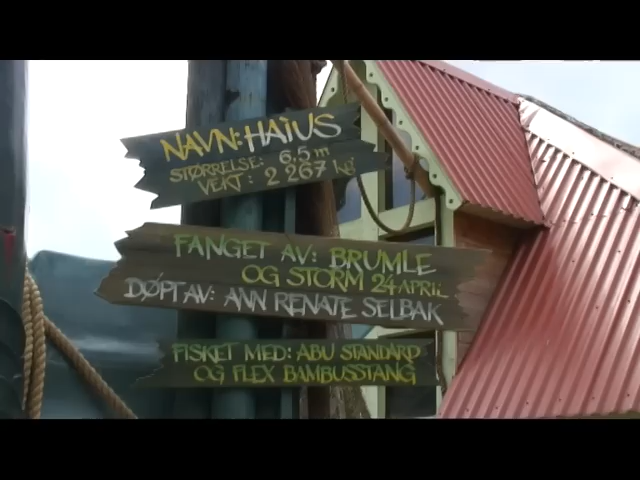 NAVN: HAIUS
STØRRELSE: 6,5 m
VEKT: 2 267 kg
FANGET AV: BRUMLE
OG STORM 24 APRIL
DØPT AV: ANN RENATE SELBAK
FISKET MED: ABU STANDARD
OG FLEX BAMBUSSTANG